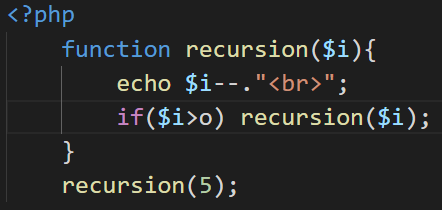 <?php
function recursion($i){
echo $i--."<br>";
if($i>o) recursion($i);
}
recursion(5);